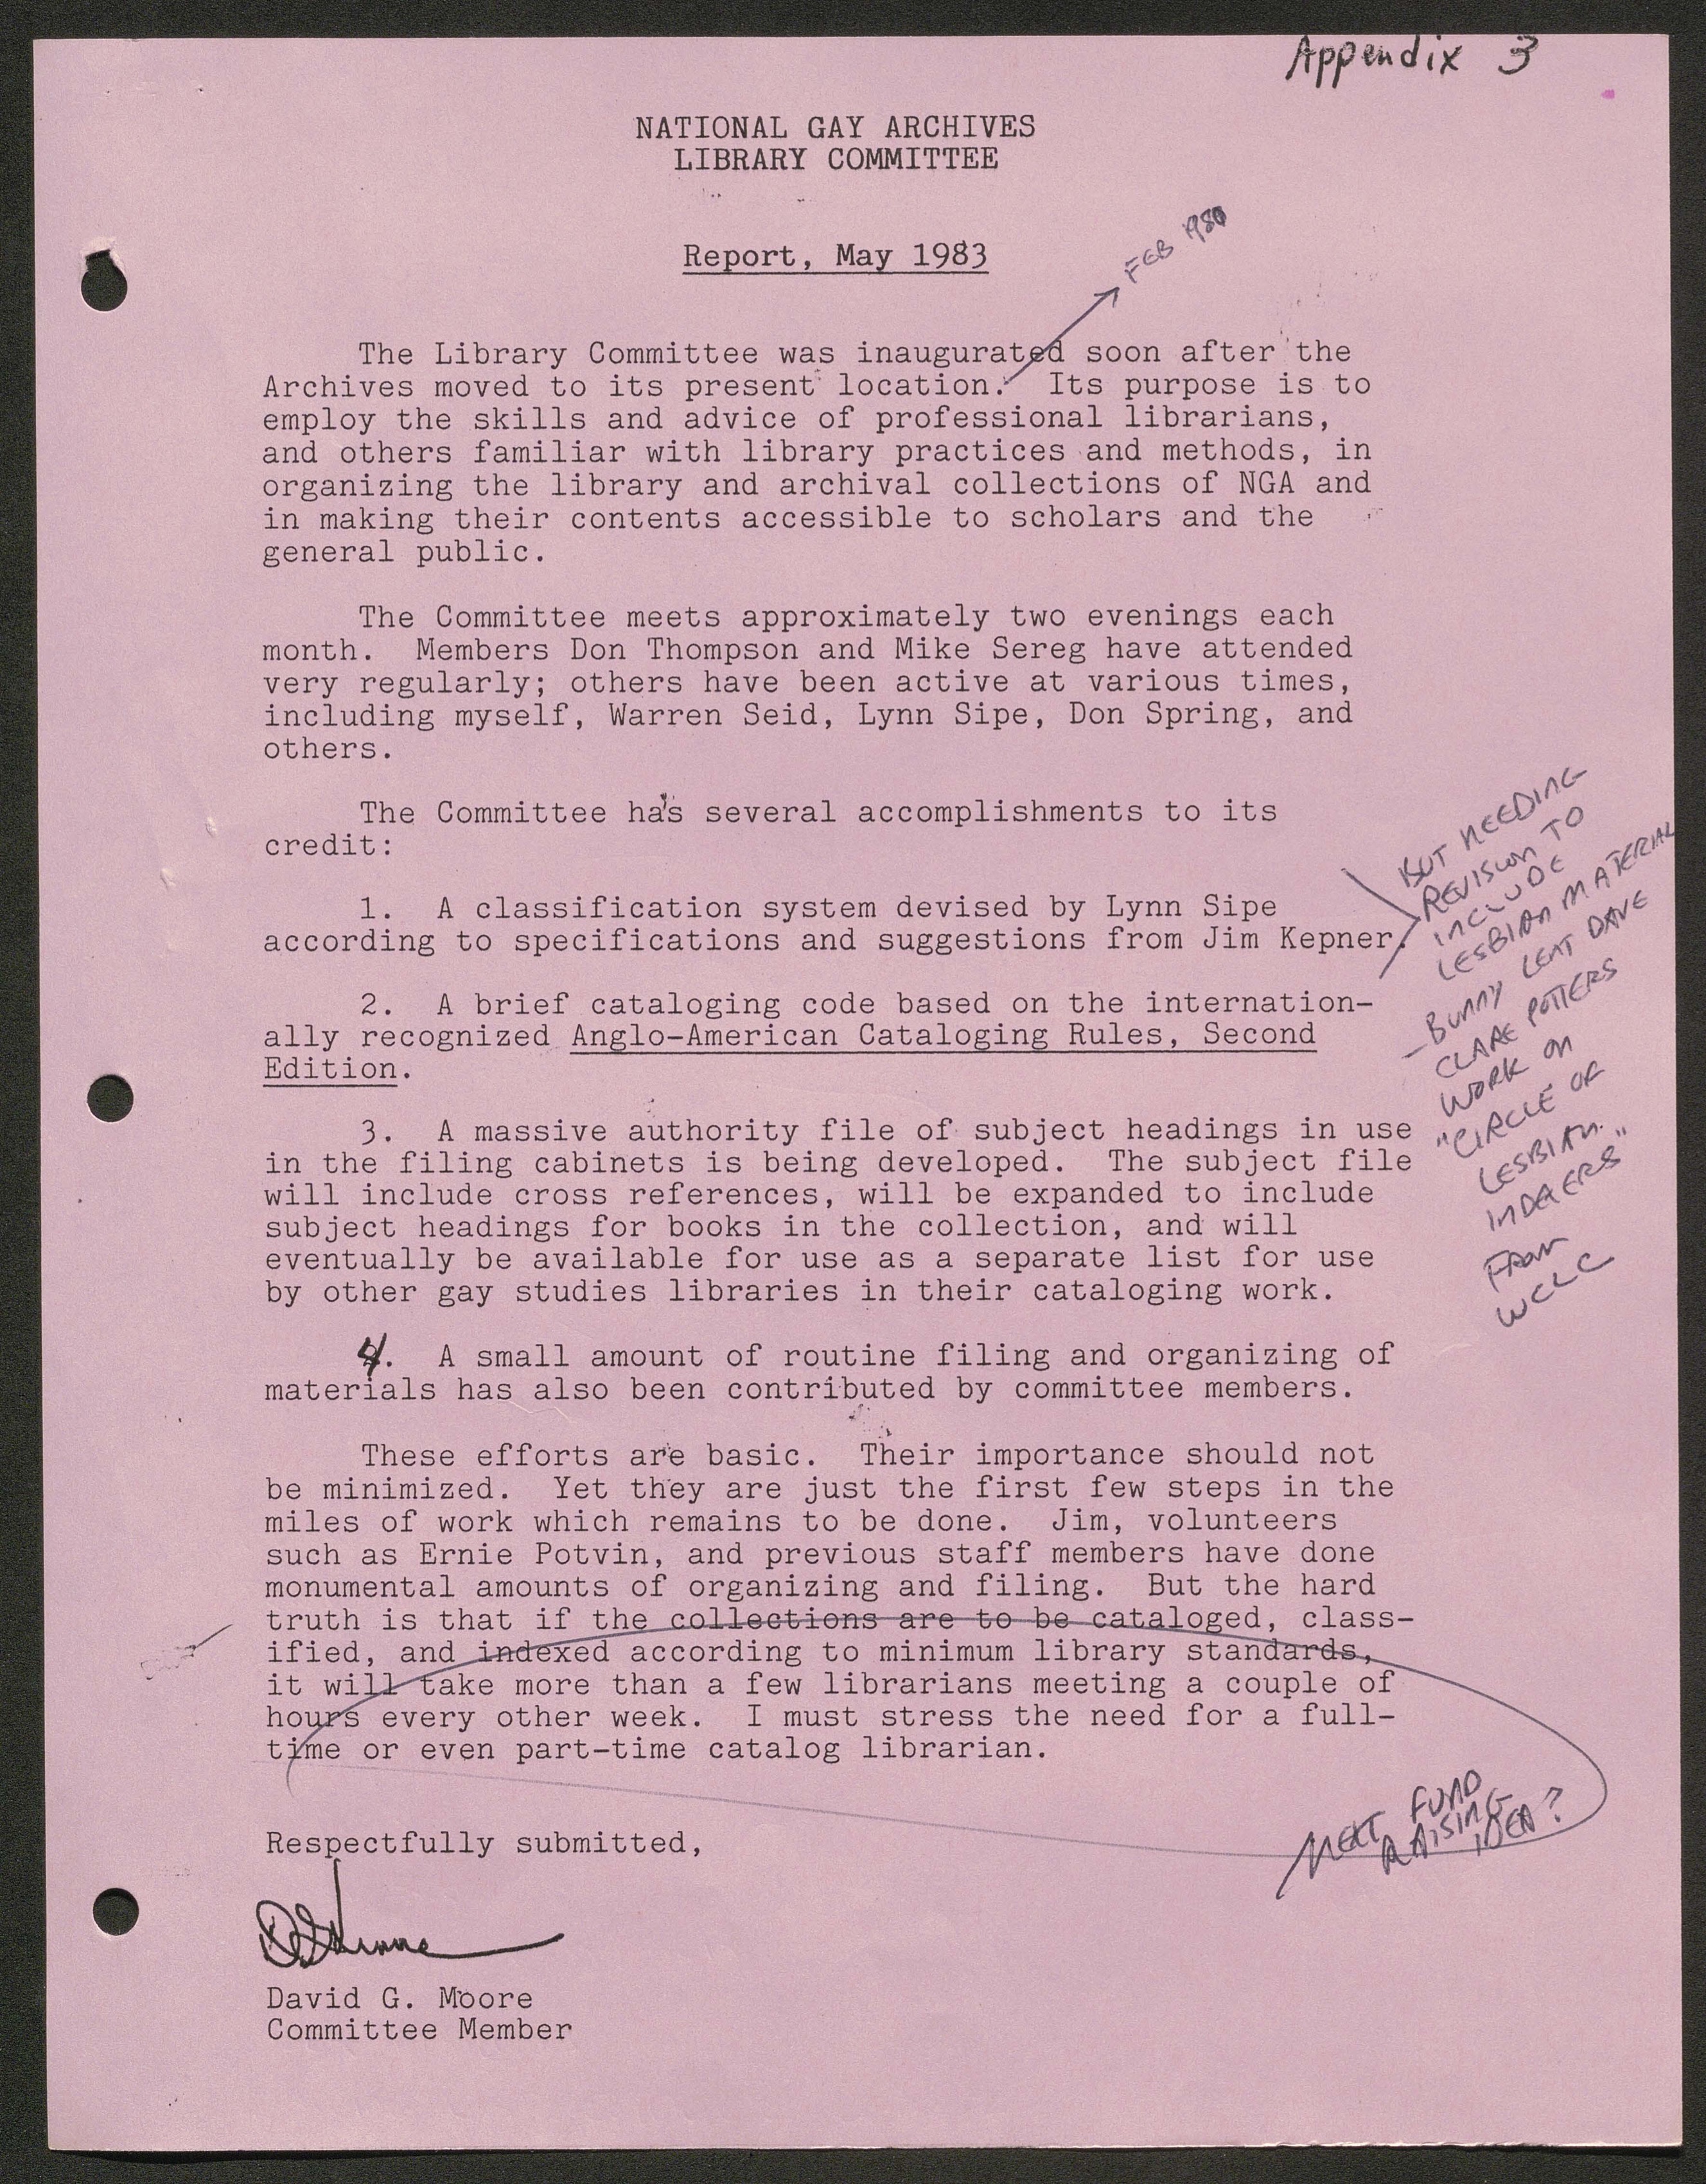 Appendix 3
NATIONAL GAY ARCHIVES
LIBRARY COMMITTEE
Report, May 1983
FEB 1980
The Library Committee was inaugurated soon after the
Archives moved to its present location. Its purpose is to
employ the skills and advice of professional librarians,
and others familiar with library practices and methods, in
organizing the library and archival collections of NGA and
in making their contents accessible to scholars and the
general public.
The Committee meets approximately two evenings each
month. Members Don Thompson and Mike Sereg have attended
very regularly; others have been active at various times,
including myself, Warren Seid, Lynn Sipe, Don Spring, and
others.
The Committee has several accomplishments to its
credit:
1. A classification system devised by Lynn Sipe
according to specifications and suggestions from Jim Kepner.
BUT NEEDING
REVISION TO
INCLUDE
LESBIAN MATERIAL
- BUNNY LENT DAVE
CLARE POTTERS
WORK ON
"CIRCLE OF
LESBIAN
INDEXERS"
FROM
WCLC
2. A brief cataloging code based on the internation-
ally recognized Anglo-American Cataloging Rules, Second
Edition.
3. A massive authority file of subject headings in use
in the filing cabinets is being developed. The subject file
will include cross references, will be expanded to include
subject headings for books in the collection, and will
eventually be available for use as a separate list for use
by other gay studies libraries in their cataloging work.
4. A small amount of routine filing and organizing of
materials has also been contributed by committee members.
These efforts are basic. Their importance should not
be minimized. Yet they are just the first few steps in the
miles of work which remains to be done. Jim, volunteers
such as Ernie Potvin, and previous staff members have done
monumental amounts of organizing and filing. But the hard
truth is that if the collections are to be cataloged, class-
ified, and indexed according to minimum library standards,
it will take more than a few librarians meeting a couple of
hours every other week. I must stress the need for a full-
time or even part-time catalog librarian.
NEXT FUND
RAISING
IDEA?
Respectfully submitted,
David G. Moore
Committee Member